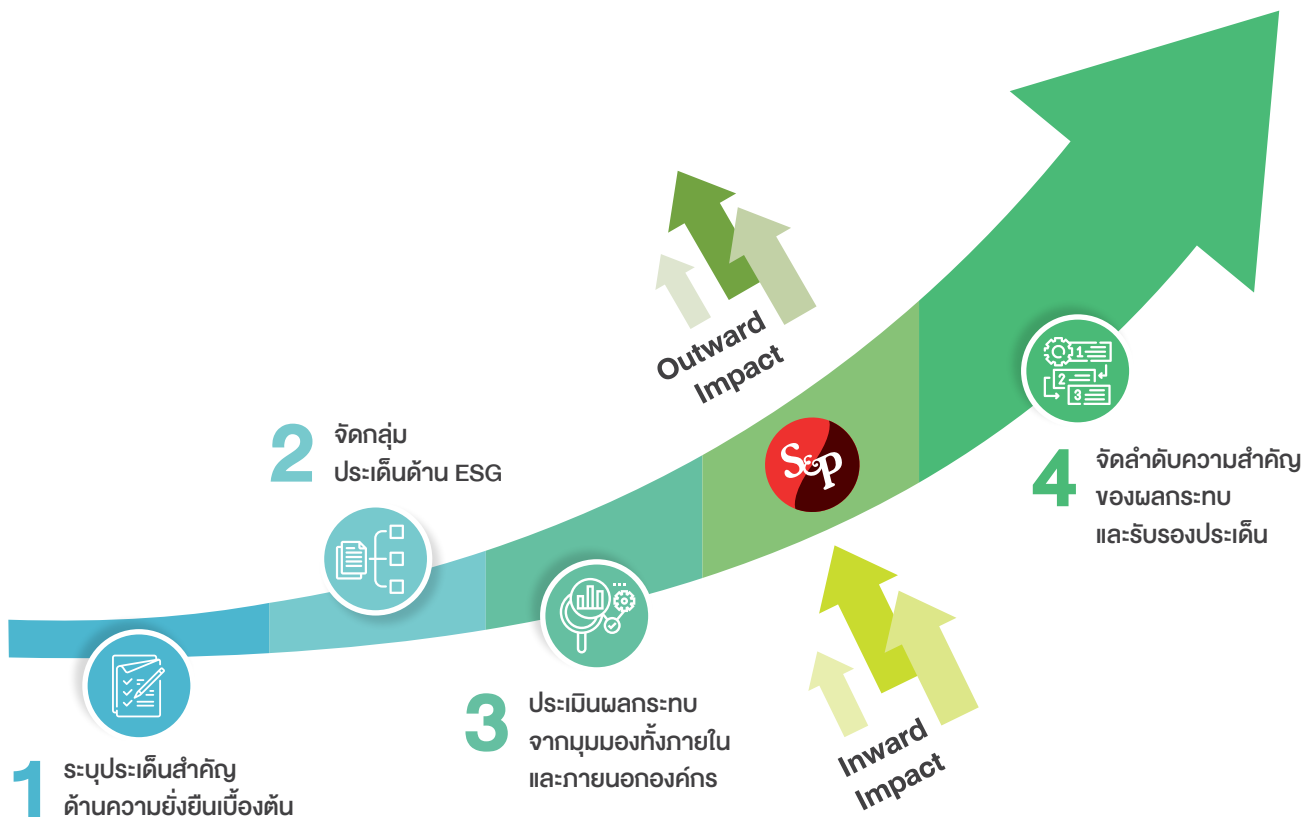 1
ระบุประเด็นสำคัญ
ด้านความยั่งยืนเบื้องต้น
2
จัดกลุ่ม
ประเด็นด้าน ESG
3
ประเมินผลกระทบ
จากมุมมองทั้งภายใน
และภายนอกองค์กร
Outward
Impact
S&P
Inward
Impact
4
จัดลำดับความสำคัญ
ของผลกระทบ
และรับรองประเด็น
1
2
3